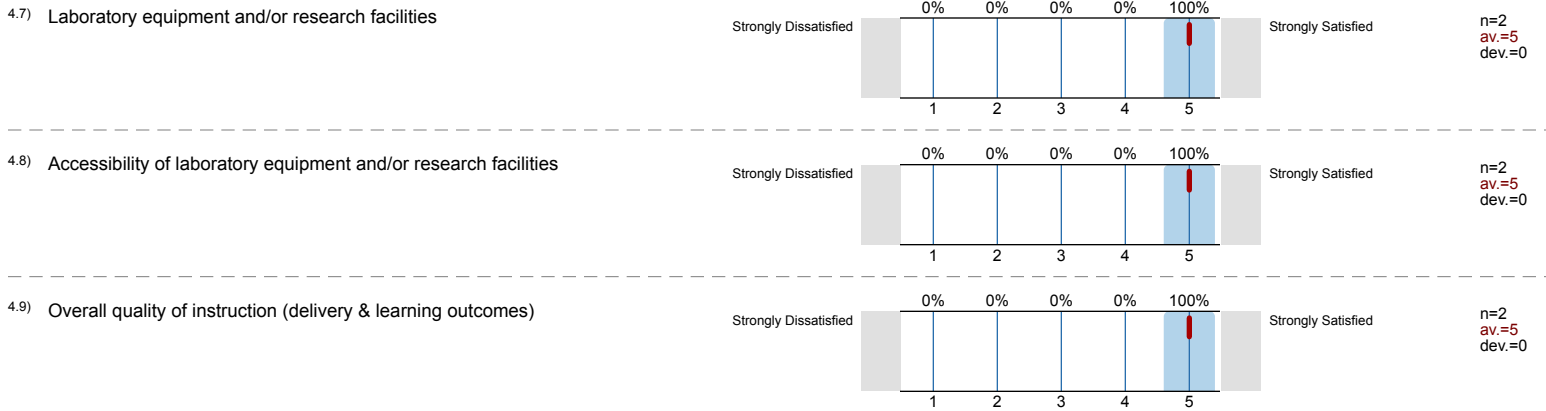 4.7) Laboratory equipment and/or research facilities
0% 0% 0% 0% 100%
Strongly Dissatisfied Strongly Satisfied
n=2
av.=5
dev.=0
1 2 3 4 5
4.8) Accessibility of laboratory equipment and/or research facilities
0% 0% 0% 0% 100%
Strongly Dissatisfied Strongly Satisfied
n=2
av.=5
dev.=0
1 2 3 4 5
4.9) Overall quality of instruction (delivery & learning outcomes)
0% 0% 0% 0% 100%
Strongly Dissatisfied Strongly Satisfied
n=2
av.=5
dev.=0
1 2 3 4 5